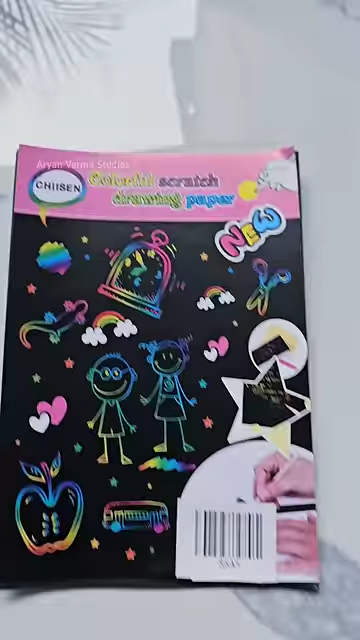 Aryan Varma Studios
CHIISEN
Colorful scratch
drawing paper
NEW